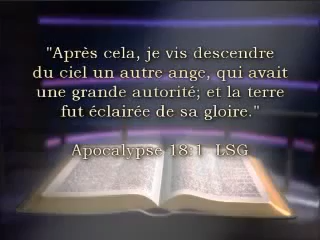 "Après cela, je vis descendre
du ciel un autre ange, qui avait
une grande autorité; et la terre
fut éclairée de sa gloire."
Apocalypse 18:1 LSG